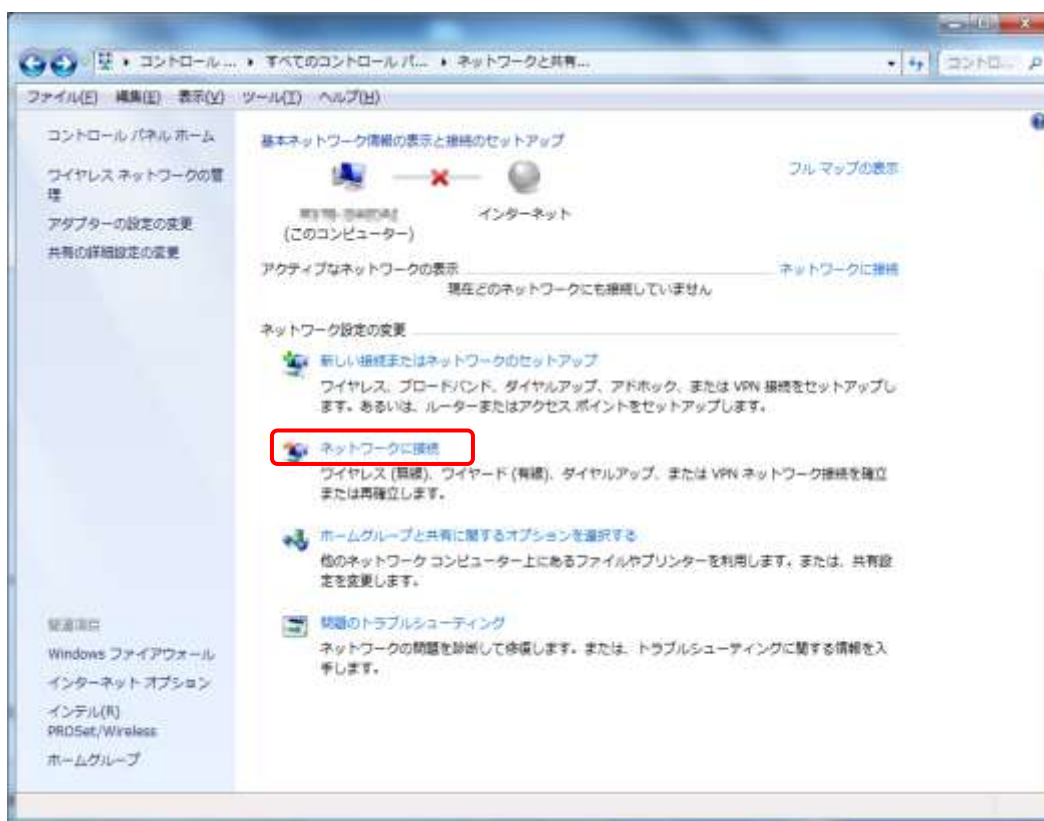 コントロール ... ▸ すべてのコントロール パ... ▸ ネットワークと共有...
コントロ...
ファイル(F) 編集(E) 表示(V) ツール(T) ヘルプ(H)
コントロール パネル ホーム
ワイヤレス ネットワークの管
理
アダプターの設定の変更
共有の詳細設定の変更
基本ネットワーク情報の表示と接続のセットアップ
フル マップの表示
インターネット
(このコンピューター)
アクティブなネットワークの表示
ネットワークに接続
現在どのネットワークにも接続していません
ネットワーク設定の変更
新しい接続またはネットワークのセットアップ
ワイヤレス、ブロードバンド、ダイヤルアップ、アドホック、または VPN 接続をセットアップし
ます。あるいは、ルーターまたはアクセス ポイントをセットアップします。
ネットワークに接続
ワイヤレス (無線)、ワイヤード (有線)、ダイヤルアップ、または VPN ネットワーク接続を確立
または再確立します。
ホームグループと共有に関するオプションを選択する
他のネットワーク コンピューター上にあるファイルやプリンターを利用します。または、共有設
定を変更します。
問題のトラブルシューティング
ネットワークの問題を診断して修復します。または、トラブルシューティングに関する情報を入
手します。
関連項目
Windows ファイアウォール
インターネット オプション
インテル(R)
PROSet/Wireless
ホームグループ